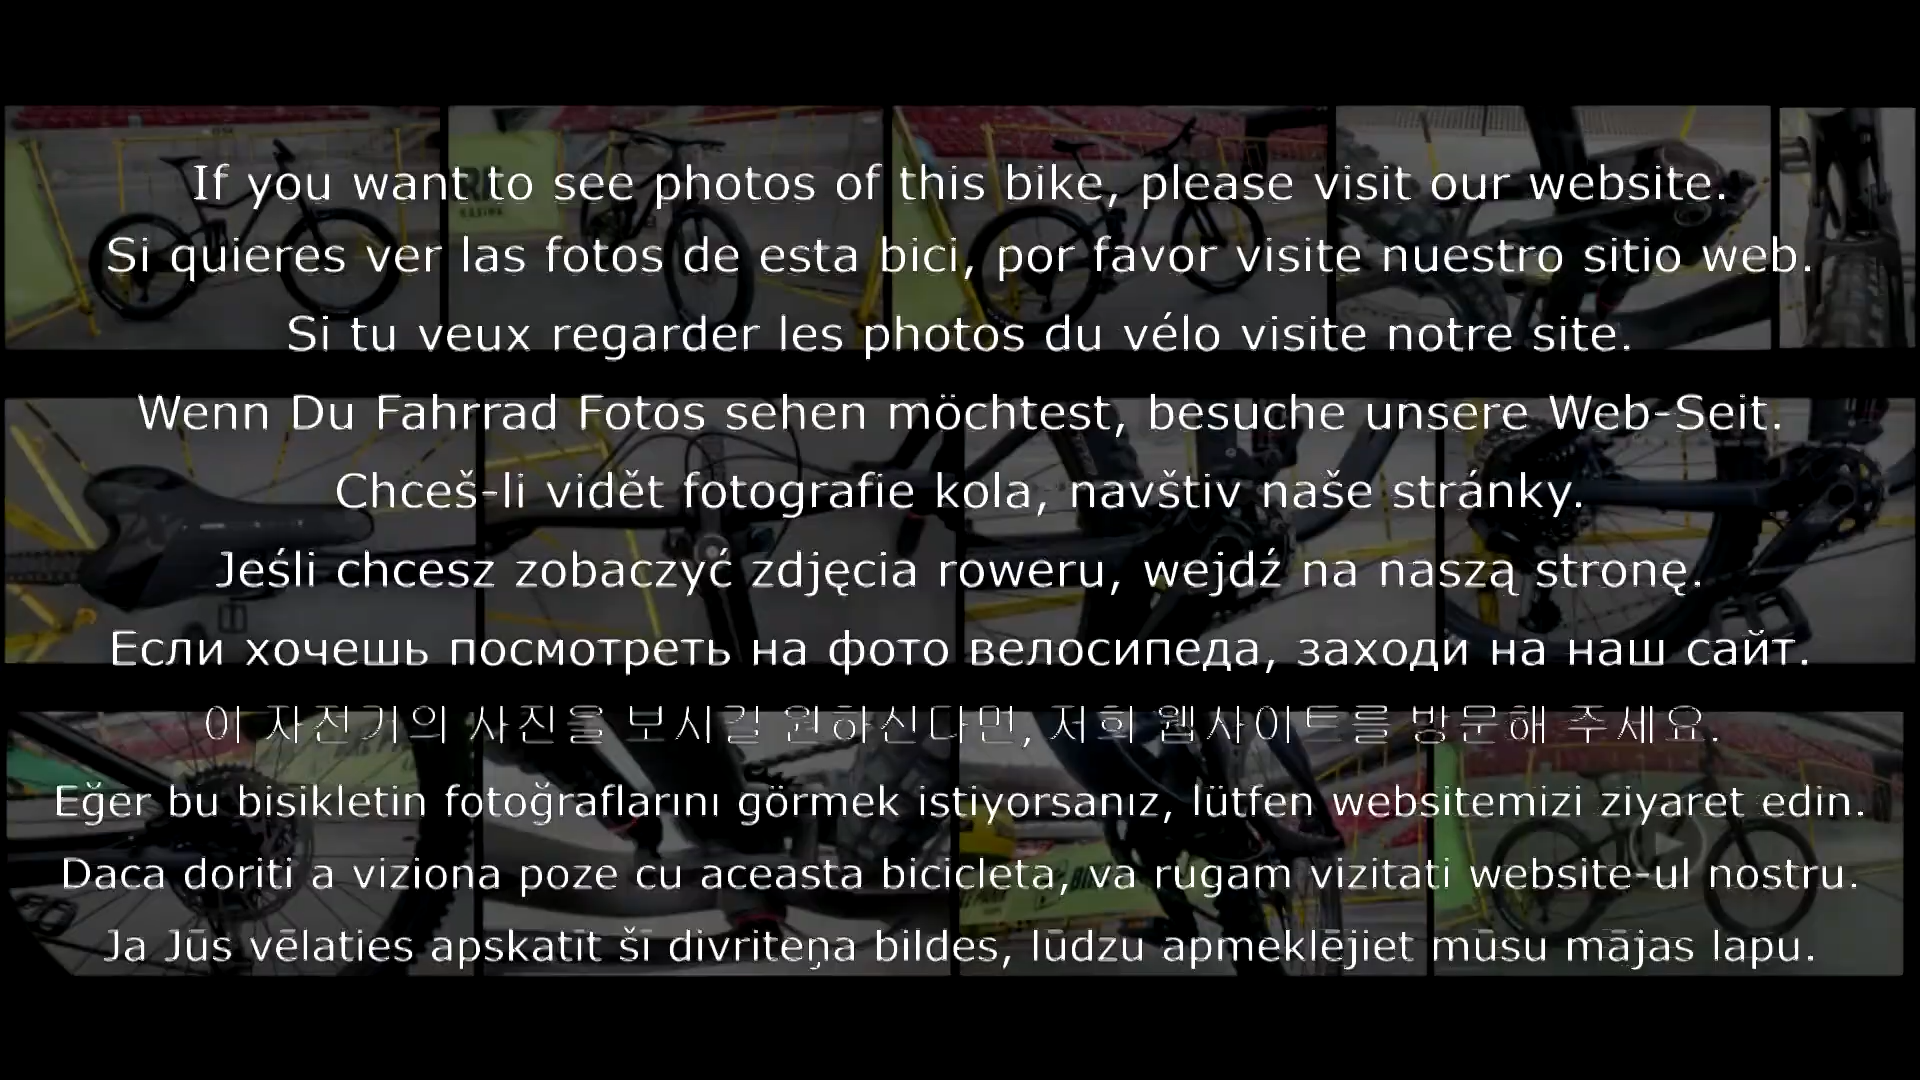 If you want to see photos of this bike, please visit our website.
Si quieres ver las fotos de esta bici, por favor visite nuestro sitio web.
Si tu veux regarder les photos du vélo visite notre site.
Wenn Du Fahrrad Fotos sehen möchtest, besuche unsere Web-Seit.
Chceš-li vidět fotografie kola, navštiv naše stránky.
Jeśli chcesz zobaczyć zdjęcia roweru, wejdź na naszą stronę.
Если хочешь посмотреть на фото велосипеда, заходи на наш сайт.
이 자전거의 사진을 보시길 원하신다면, 저희 웹사이트를 방문해 주세요.
Eğer bu bisikletin fotoğraflarını görmek istiyorsanız, lütfen websitemizi ziyaret edin.
Daca doriti a viziona poze cu aceasta bicicleta, va rugam vizitati website-ul nostru.
Ja Jūs vēlaties apskatīt šī divriteņa bildes, lūdzu apmeklējiet mūsu mājas lapu.